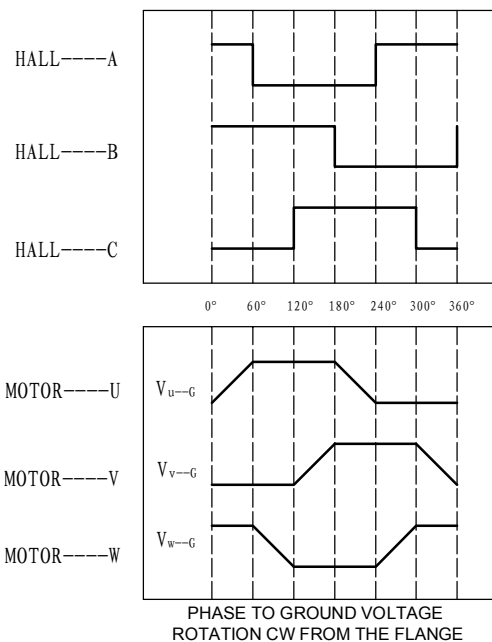 HALL----A
HALL----B
HALL----C
0° 60° 120° 180° 240° 300° 360°
MOTOR----U Vu--G
MOTOR----V Vv--G
MOTOR----W Vw--G
PHASE TO GROUND VOLTAGE
ROTATION CW FROM THE FLANGE